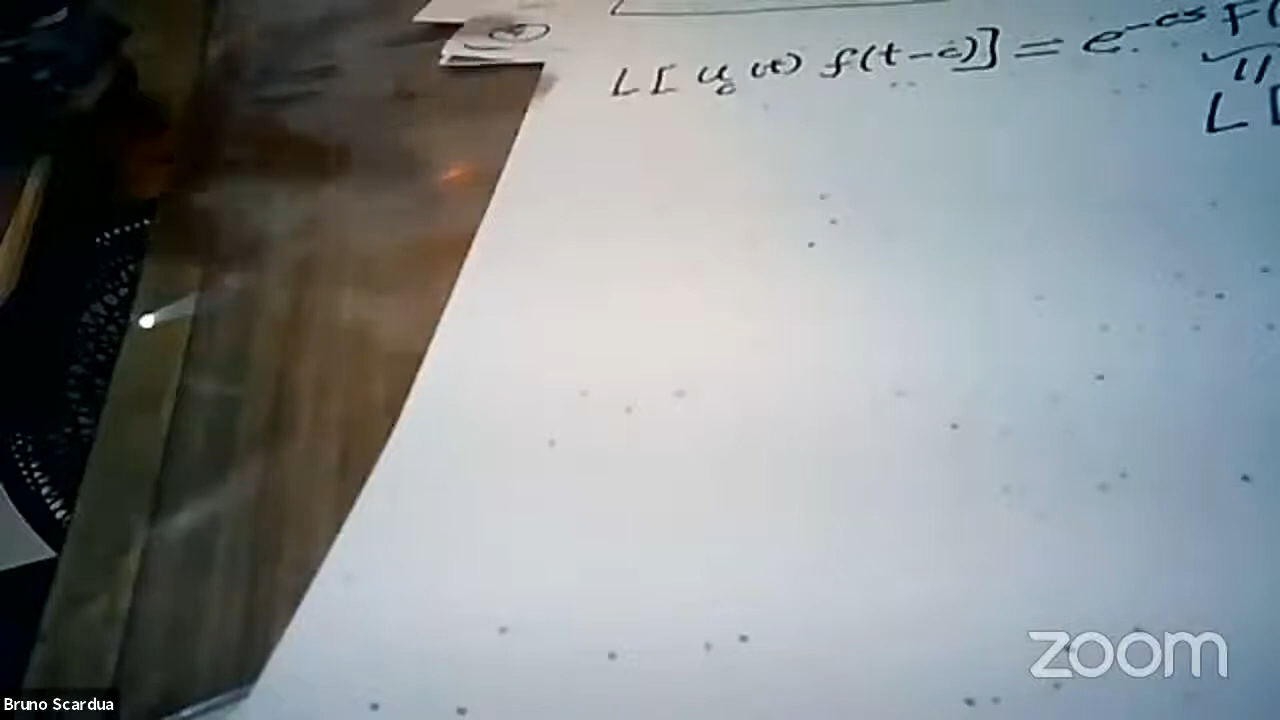 L[u_c(t) f(t-c)] = e^{-cs} F(
||
L [
zoom
Bruno Scardua